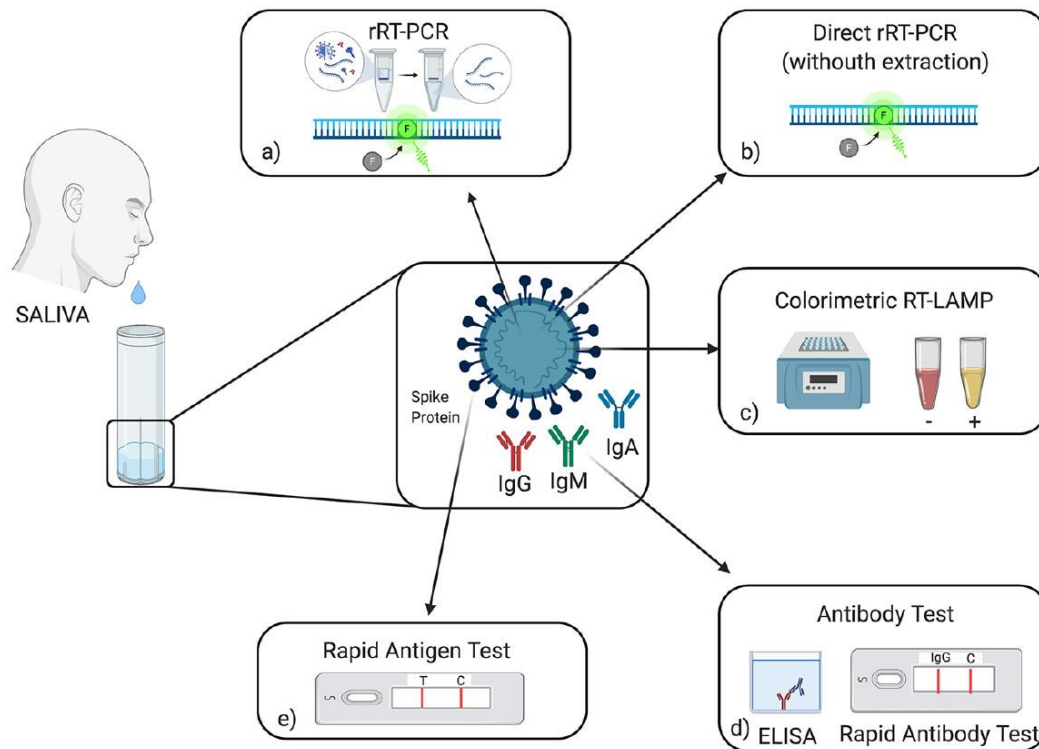 rRT-PCR
F
F
a)
Direct rRT-PCR
(withouth extraction)
F
F
b)
SALIVA
Colorimetric RT-LAMP
- +
c)
Spike
Protein
IgA
IgG IgM
Rapid Antigen Test
T C
S
e)
Antibody Test
IgG C
S
d)
ELISA Rapid Antibody Test